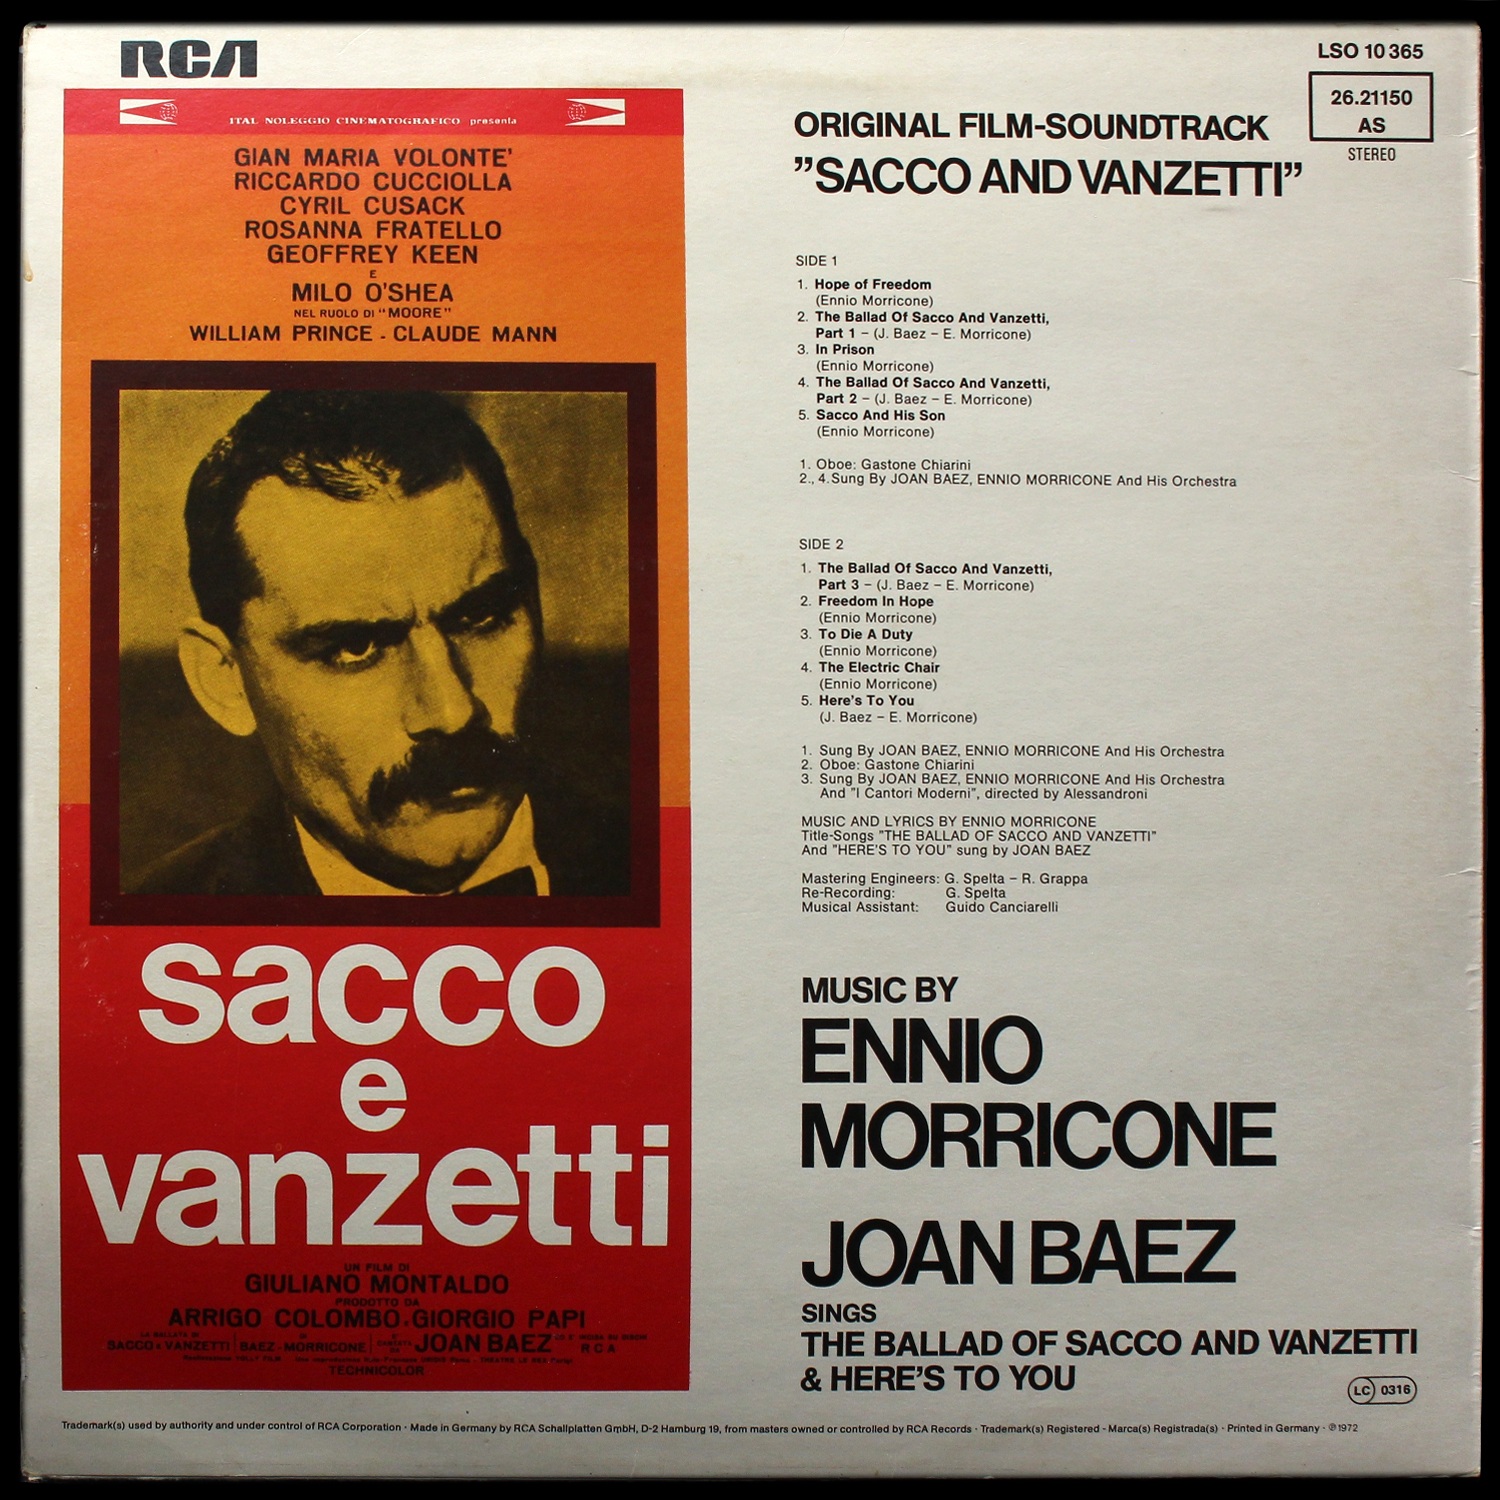 RCA
ITAL NOLEGGIO CINEMATOGRAFICO presenta
GIAN MARIA VOLONTE'
RICCARDO CUCCIOLLA
CYRIL CUSACK
ROSANNA FRATELLO
GEOFFREY KEEN
E
MILO O'SHEA
NEL RUOLO DI "MOORE"
WILLIAM PRINCE - CLAUDE MANN
sacco
e
vanzetti
UN FILM DI
GIULIANO MONTALDO
PRODOTTO DA
ARRIGO COLOMBO - GIORGIO PAPI
LA BALLATA DI
SACCO e VANZETTI
DI
BAEZ - MORRICONE
E'
CANTATA
DA
JOAN BAEZ
RCA
TECHNICOLOR
LSO 10 365
26.21150
AS
STEREO
ORIGINAL FILM-SOUNDTRACK
"SACCO AND VANZETTI"
SIDE 1
1. Hope of Freedom
(Ennio Morricone)
2. The Ballad Of Sacco And Vanzetti,
Part 1 – (J. Baez – E. Morricone)
3. In Prison
(Ennio Morricone)
4. The Ballad Of Sacco And Vanzetti,
Part 2 – (J. Baez – E. Morricone)
5. Sacco And His Son
(Ennio Morricone)
1. Oboe: Gastone Chiarini
2., 4. Sung By JOAN BAEZ, ENNIO MORRICONE And His Orchestra
SIDE 2
1. The Ballad Of Sacco And Vanzetti,
Part 3 – (J. Baez – E. Morricone)
2. Freedom In Hope
(Ennio Morricone)
3. To Die A Duty
(Ennio Morricone)
4. The Electric Chair
(Ennio Morricone)
5. Here's To You
(J. Baez – E. Morricone)
1. Sung By JOAN BAEZ, ENNIO MORRICONE And His Orchestra
2. Oboe: Gastone Chiarini
3. Sung By JOAN BAEZ, ENNIO MORRICONE And His Orchestra
And "I Cantori Moderni", directed by Alessandroni
MUSIC AND LYRICS BY ENNIO MORRICONE
Title-Songs "THE BALLAD OF SACCO AND VANZETTI"
And "HERE'S TO YOU" sung by JOAN BAEZ
Mastering Engineers: G. Spelta – R. Grappa
Re-Recording: G. Spelta
Musical Assistant: Guido Canciarelli
MUSIC BY
ENNIO
MORRICONE
JOAN BAEZ
SINGS
THE BALLAD OF SACCO AND VANZETTI
& HERE'S TO YOU
LC 0316
Trademark(s) used by authority and under control of RCA Corporation · Made in Germany by RCA Schallplatten GmbH, D-2 Hamburg 19, from masters owned or controlled by RCA Records · Trademark(s) Registered - Marca(s) Registrada(s) · Printed in Germany · ℗ 1972